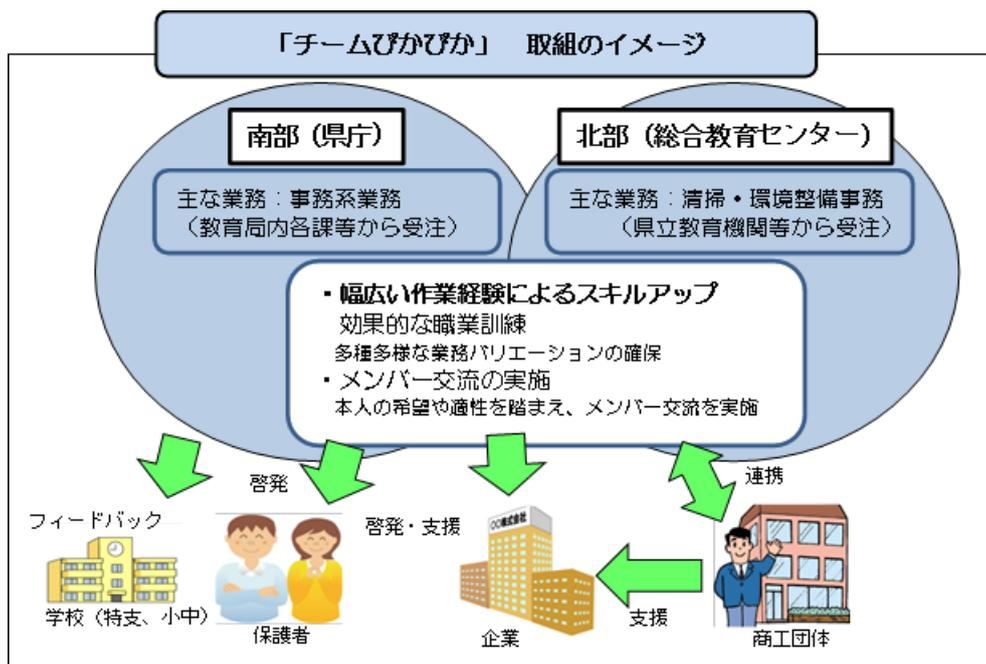 「チームぴかぴか」　取組のイメージ
南部（県庁）
主な業務：事務系業務
（教育局内各課等から受注）
北部（総合教育センター）
主な業務：清掃・環境整備事務
（県立教育機関等から受注）
・幅広い作業経験によるスキルアップ
効果的な職業訓練
多種多様な業務バリエーションの確保
・メンバー交流の実施
本人の希望や適性を踏まえ、メンバー交流を実施
フィードバック
学校（特支、小中）
啓発
保護者
啓発・支援
〇〇株式会社
企業
支援
連携
商工団体